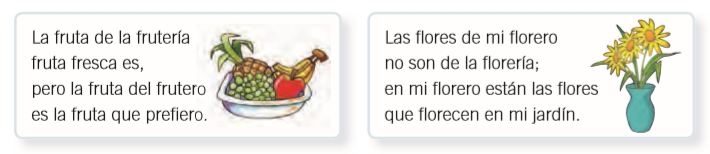 La fruta de la frutería
fruta fresca es,
pero la fruta del frutero
es la fruta que prefiero.
Las flores de mi florero
no son de la florería;
en mi florero están las flores
que florecen en mi jardín.